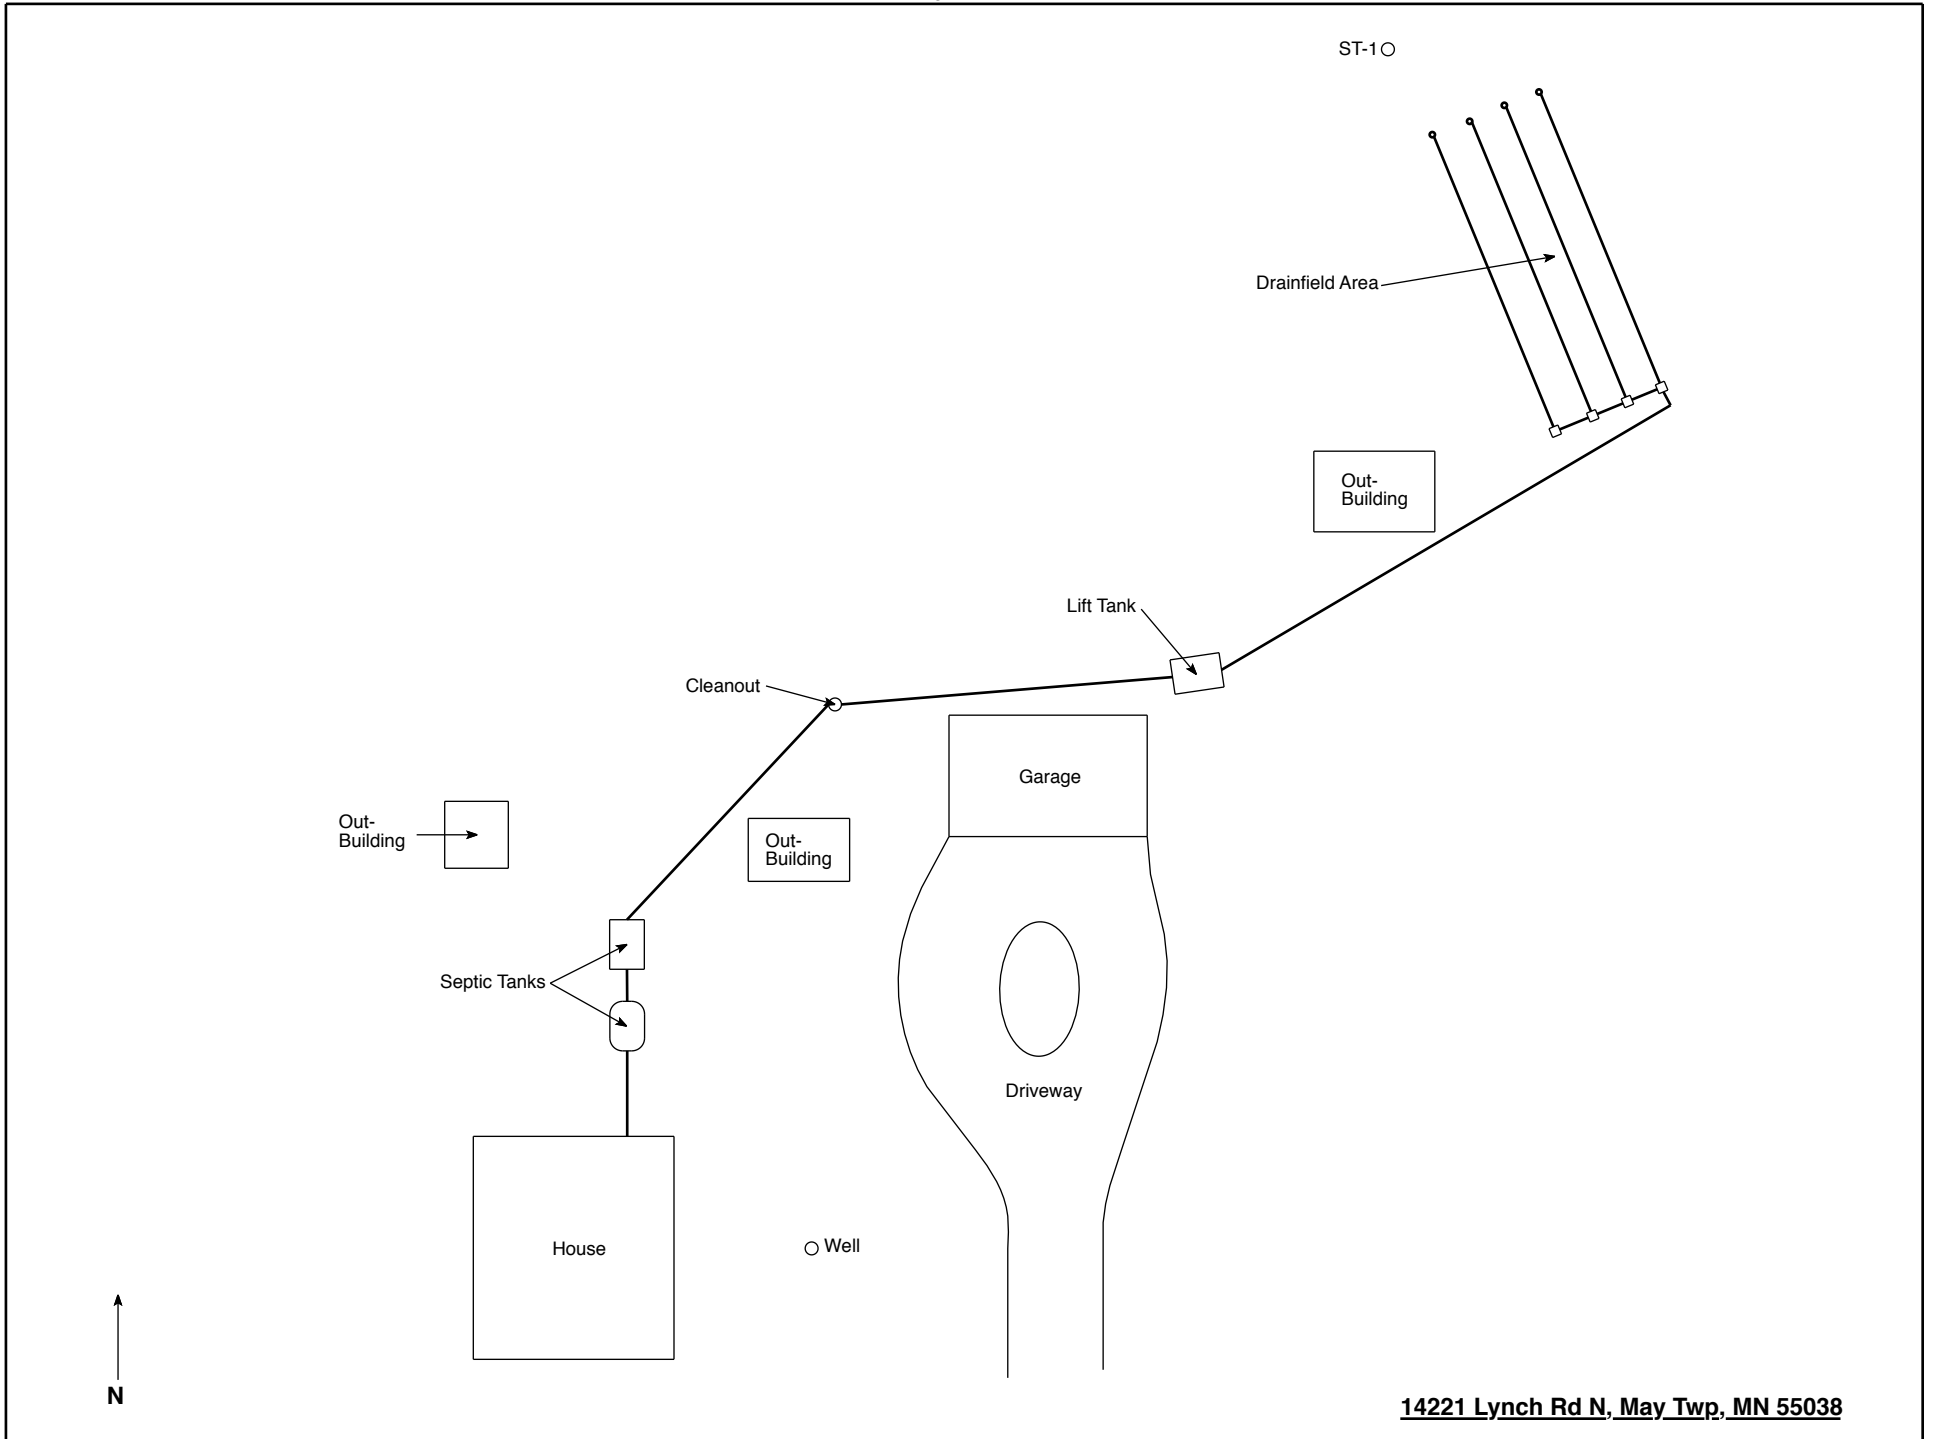 ST-1
Drainfield Area
Out-
Building
Lift Tank
Cleanout
Garage
Out-
Building
Out-
Building
Septic Tanks
Driveway
House
Well
N
14221 Lynch Rd N, May Twp, MN 55038